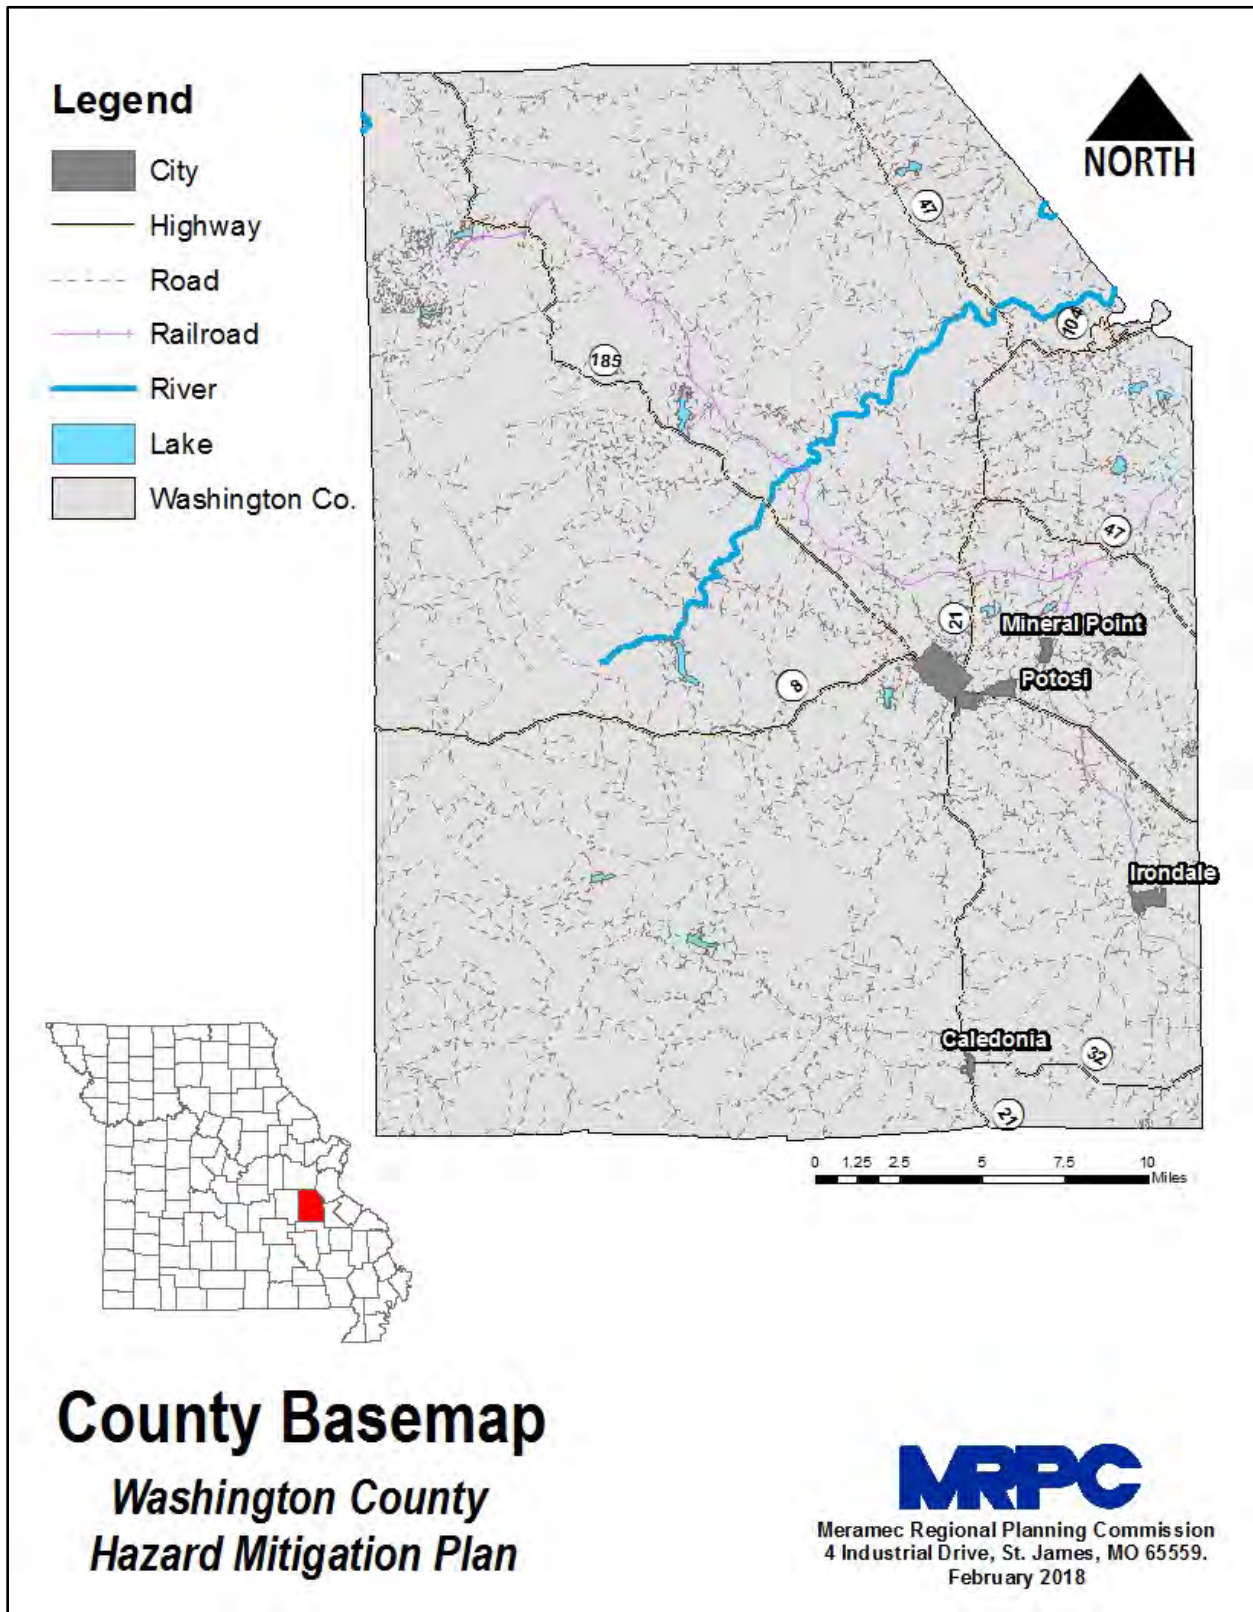 Legend
City
Highway
Road
Railroad
River
Lake
Washington Co.
NORTH
47
104
185
47
21
Mineral Point
Potosi
8
Irondale
Caledonia
32
21
0 1.25 2.5 5 7.5 10
Miles
County Basemap
Washington County
Hazard Mitigation Plan
MRPC
Meramec Regional Planning Commission
4 Industrial Drive, St. James, MO 65559.
February 2018